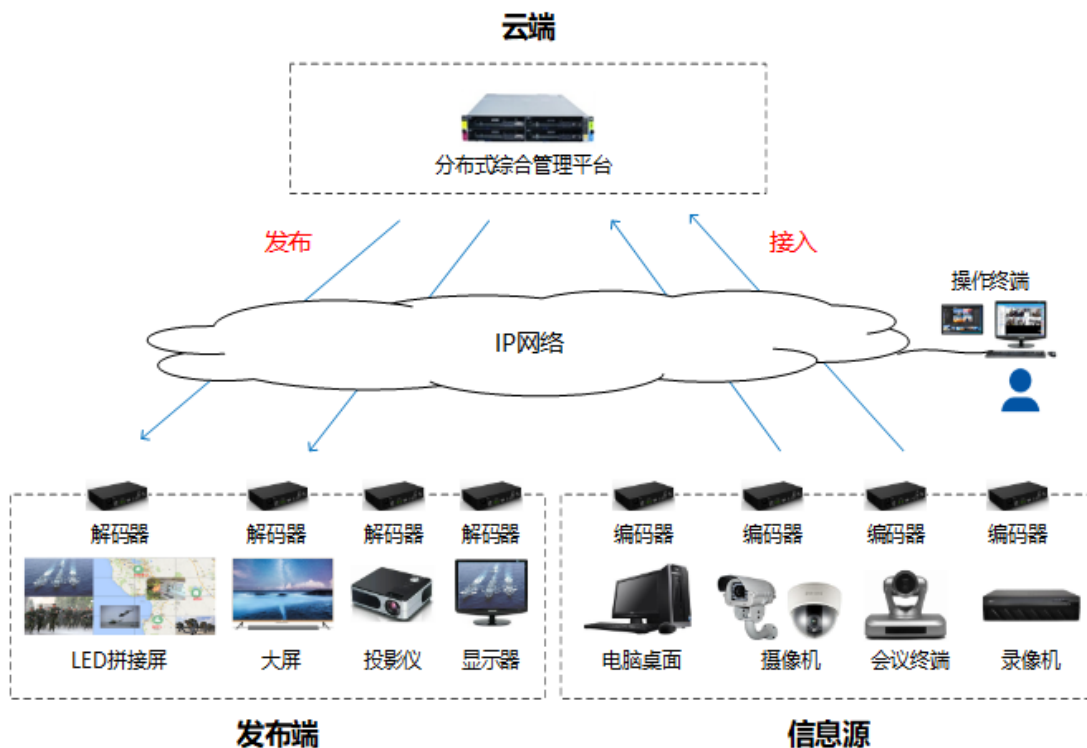 云端
分布式综合管理平台
发布
接入
操作终端
IP网络
解码器
解码器
解码器
解码器
编码器
编码器
编码器
编码器
LED拼接屏
大屏
投影仪
显示器
电脑桌面
摄像机
会议终端
录像机
发布端
信息源